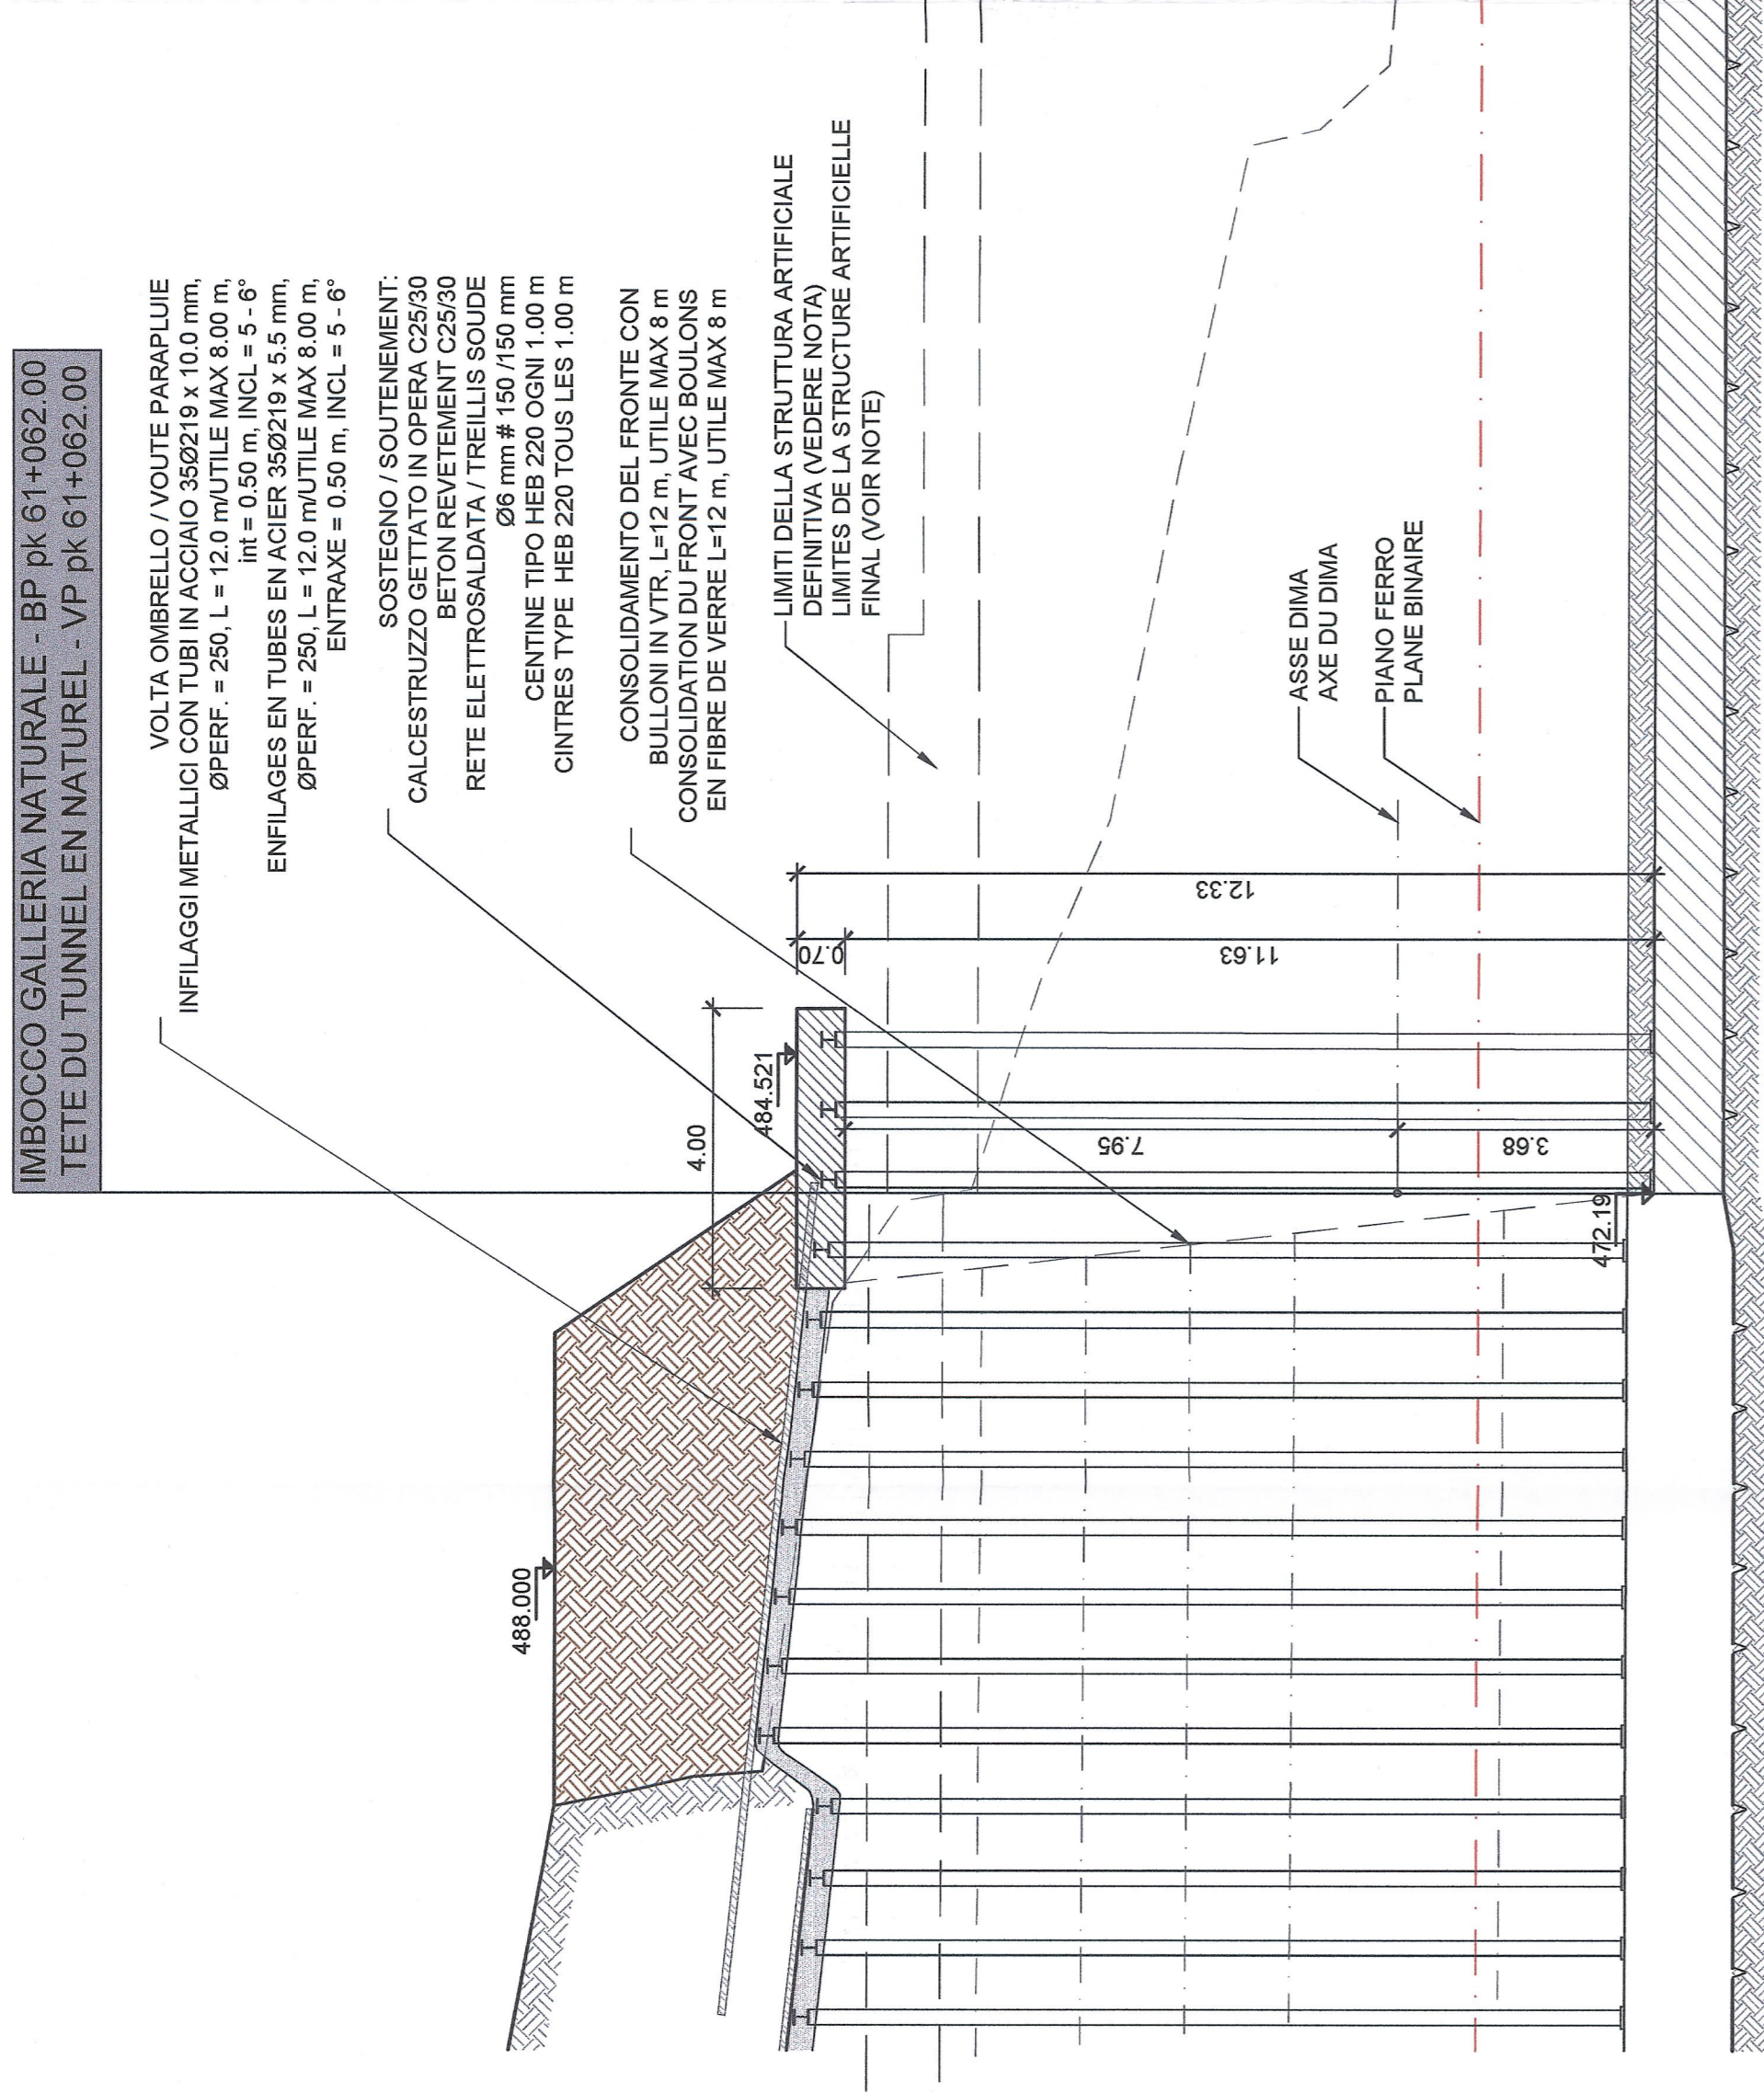 IMBOCCO GALLERIA NATURALE - BP pk 61+062.00
TETE DU TUNNEL EN NATUREL - VP pk 61+062.00
VOLTA OMBRELLO / VOUTE PARAPLUIE
INFILAGGI METALLICI CON TUBI IN ACCIAIO 35Ø219 x 10.0 mm,
ØPERF. = 250, L = 12.0 m/UTILE MAX 8.00 m,
int = 0.50 m, INCL = 5 - 6°
ENFILAGES EN TUBES EN ACIER 35Ø219 x 5.5 mm,
ØPERF. = 250, L = 12.0 m/UTILE MAX 8.00 m,
ENTRAXE = 0.50 m, INCL = 5 - 6°
SOSTEGNO / SOUTENEMENT:
CALCESTRUZZO GETTATO IN OPERA C25/30
BETON REVETEMENT C25/30
RETE ELETTROSALDATA / TREILLIS SOUDE
Ø6 mm # 150 /150 mm
CENTINE TIPO HEB 220 OGNI 1.00 m
CINTRES TYPE HEB 220 TOUS LES 1.00 m
CONSOLIDAMENTO DEL FRONTE CON
BULLONI IN VTR, L=12 m, UTILE MAX 8 m
CONSOLIDATION DU FRONT AVEC BOULONS
EN FIBRE DE VERRE L=12 m, UTILE MAX 8 m
LIMITI DELLA STRUTTURA ARTIFICIALE
DEFINITIVA (VEDERE NOTA)
LIMITES DE LA STRUCTURE ARTIFICIELLE
FINAL (VOIR NOTE)
ASSE DIMA
AXE DU DIMA
PIANO FERRO
PLANE BINAIRE
488.000
4.00
484.521
0.70
12.33
11.63
7.95
3.68
472.19